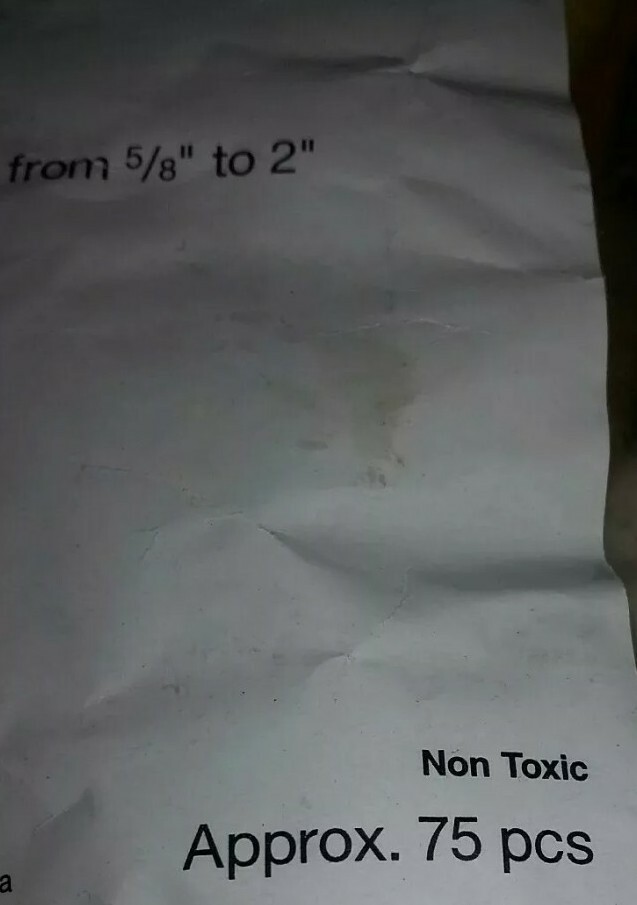 from 5/8" to 2"
Non Toxic
Approx. 75 pcs
a